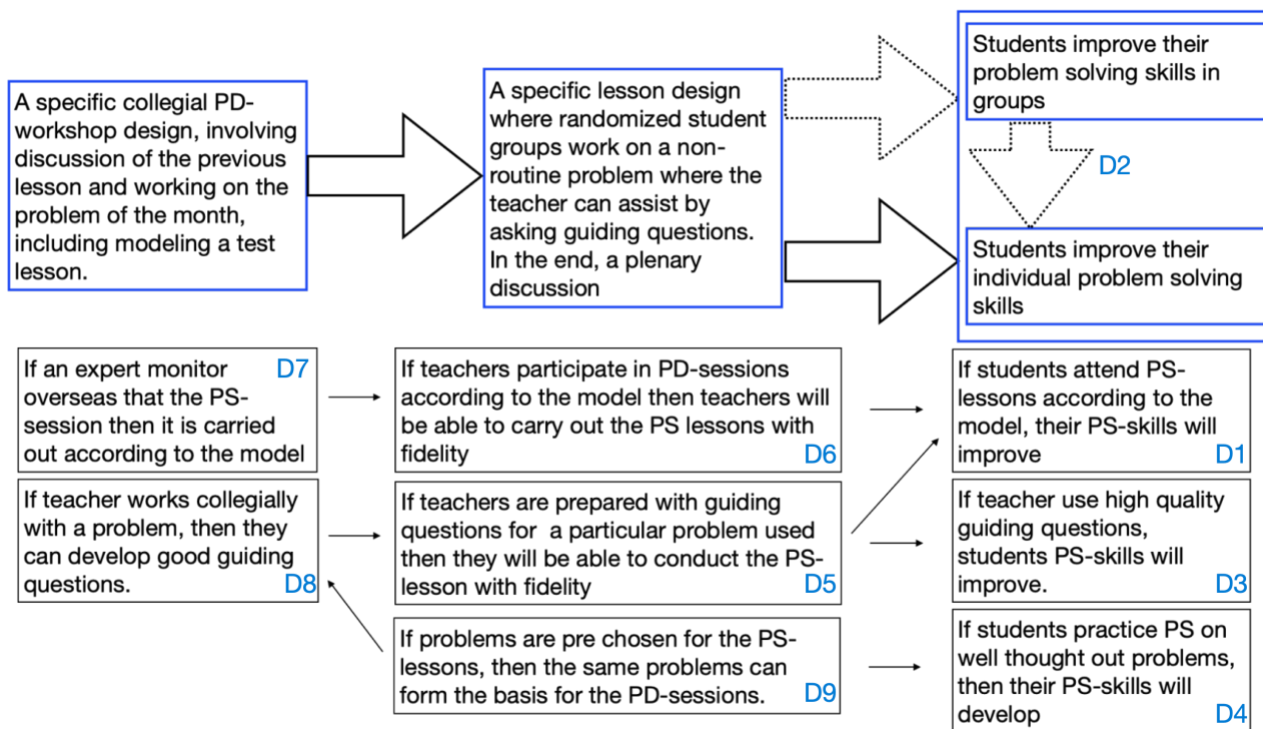 A specific collegial PD-
workshop design, involving
discussion of the previous
lesson and working on the
problem of the month,
including modeling a test
lesson.
A specific lesson design
where randomized student
groups work on a non-
routine problem where the
teacher can assist by
asking guiding questions.
In the end, a plenary
discussion
Students improve their
problem solving skills in
groups
D2
Students improve their
individual problem solving
skills
If an expert monitor D7
overseas that the PS-
session then it is carried
out according to the model
If teachers participate in PD-sessions
according to the model then teachers will
be able to carry out the PS lessons with
fidelity D6
If students attend PS-
lessons according to the
model, their PS-skills will
improve D1
If teacher works collegially
with a problem, then they
can develop good guiding
questions. D8
If teachers are prepared with guiding
questions for a particular problem used
then they will be able to conduct the PS-
lesson with fidelity D5
If teacher use high quality
guiding questions,
students PS-skills will
improve. D3
If problems are pre chosen for the PS-
lessons, then the same problems can
form the basis for the PD-sessions. D9
If students practice PS on
well thought out problems,
then their PS-skills will
develop D4